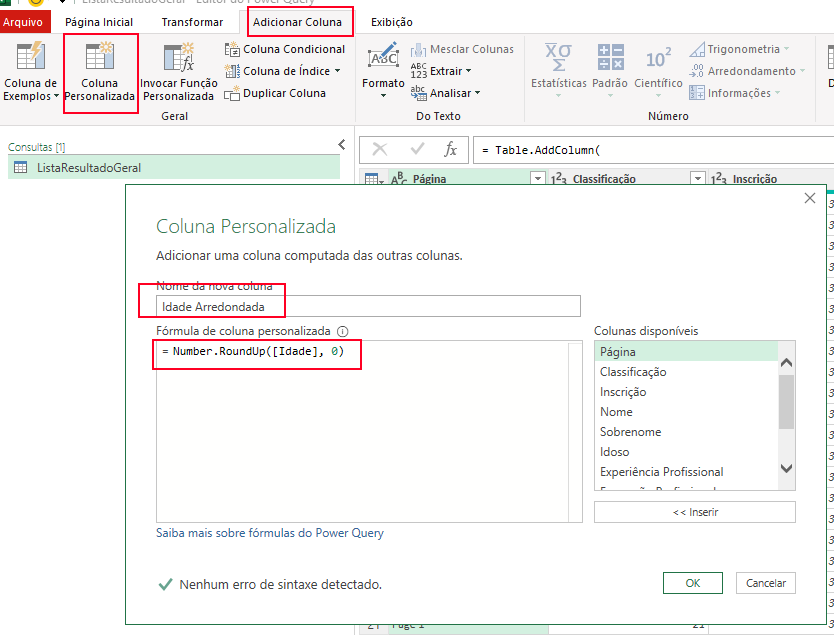 ListaResultadoGeral - Editor do Power Query
Arquivo Página Inicial Transformar Adicionar Coluna Exibição
Coluna de Exemplos
Coluna Personalizada
Invocar Função Personalizada
Coluna Condicional
Coluna de Índice
Duplicar Coluna
Geral
Formato
Mesclar Colunas
Extrair
Analisar
Do Texto
Estatísticas
Padrão
Científico
Trigonometria
Arredondamento
Informações
Número
Consultas [1]
ListaResultadoGeral
= Table.AddColumn(
Página Classificação Inscrição
Coluna Personalizada
Adicionar uma coluna computada das outras colunas.
Nome da nova coluna
Idade Arredondada
Fórmula de coluna personalizada
= Number.RoundUp([Idade], 0)
Colunas disponíveis
Página
Classificação
Inscrição
Nome
Sobrenome
Idoso
Experiência Profissional
<< Inserir
Saiba mais sobre fórmulas do Power Query
Nenhum erro de sintaxe detectado.
OK
Cancelar
21 Page 1 21